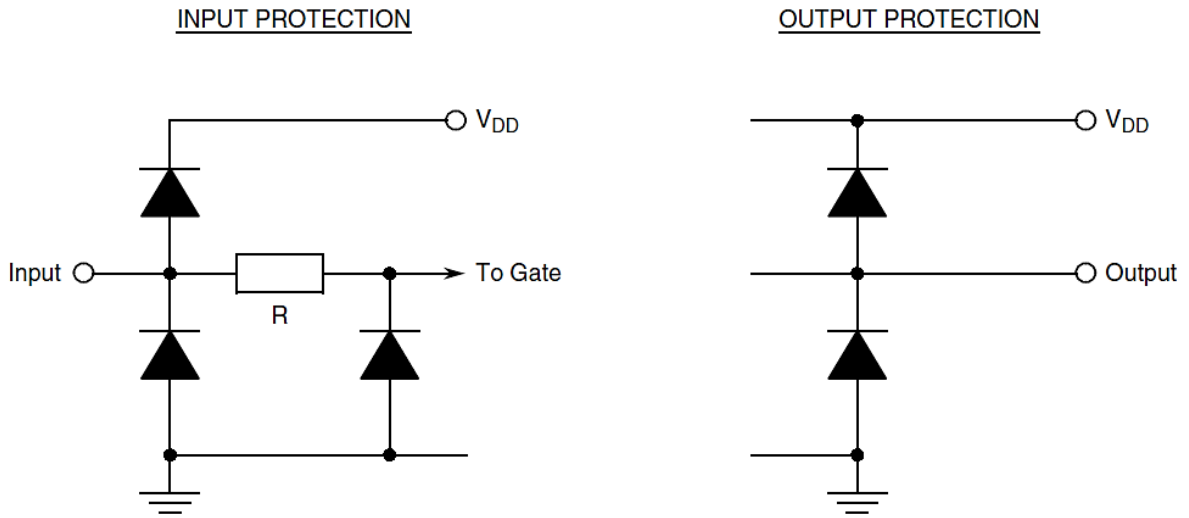 INPUT PROTECTION
OUTPUT PROTECTION
VDD
VDD
Input
R
To Gate
Output